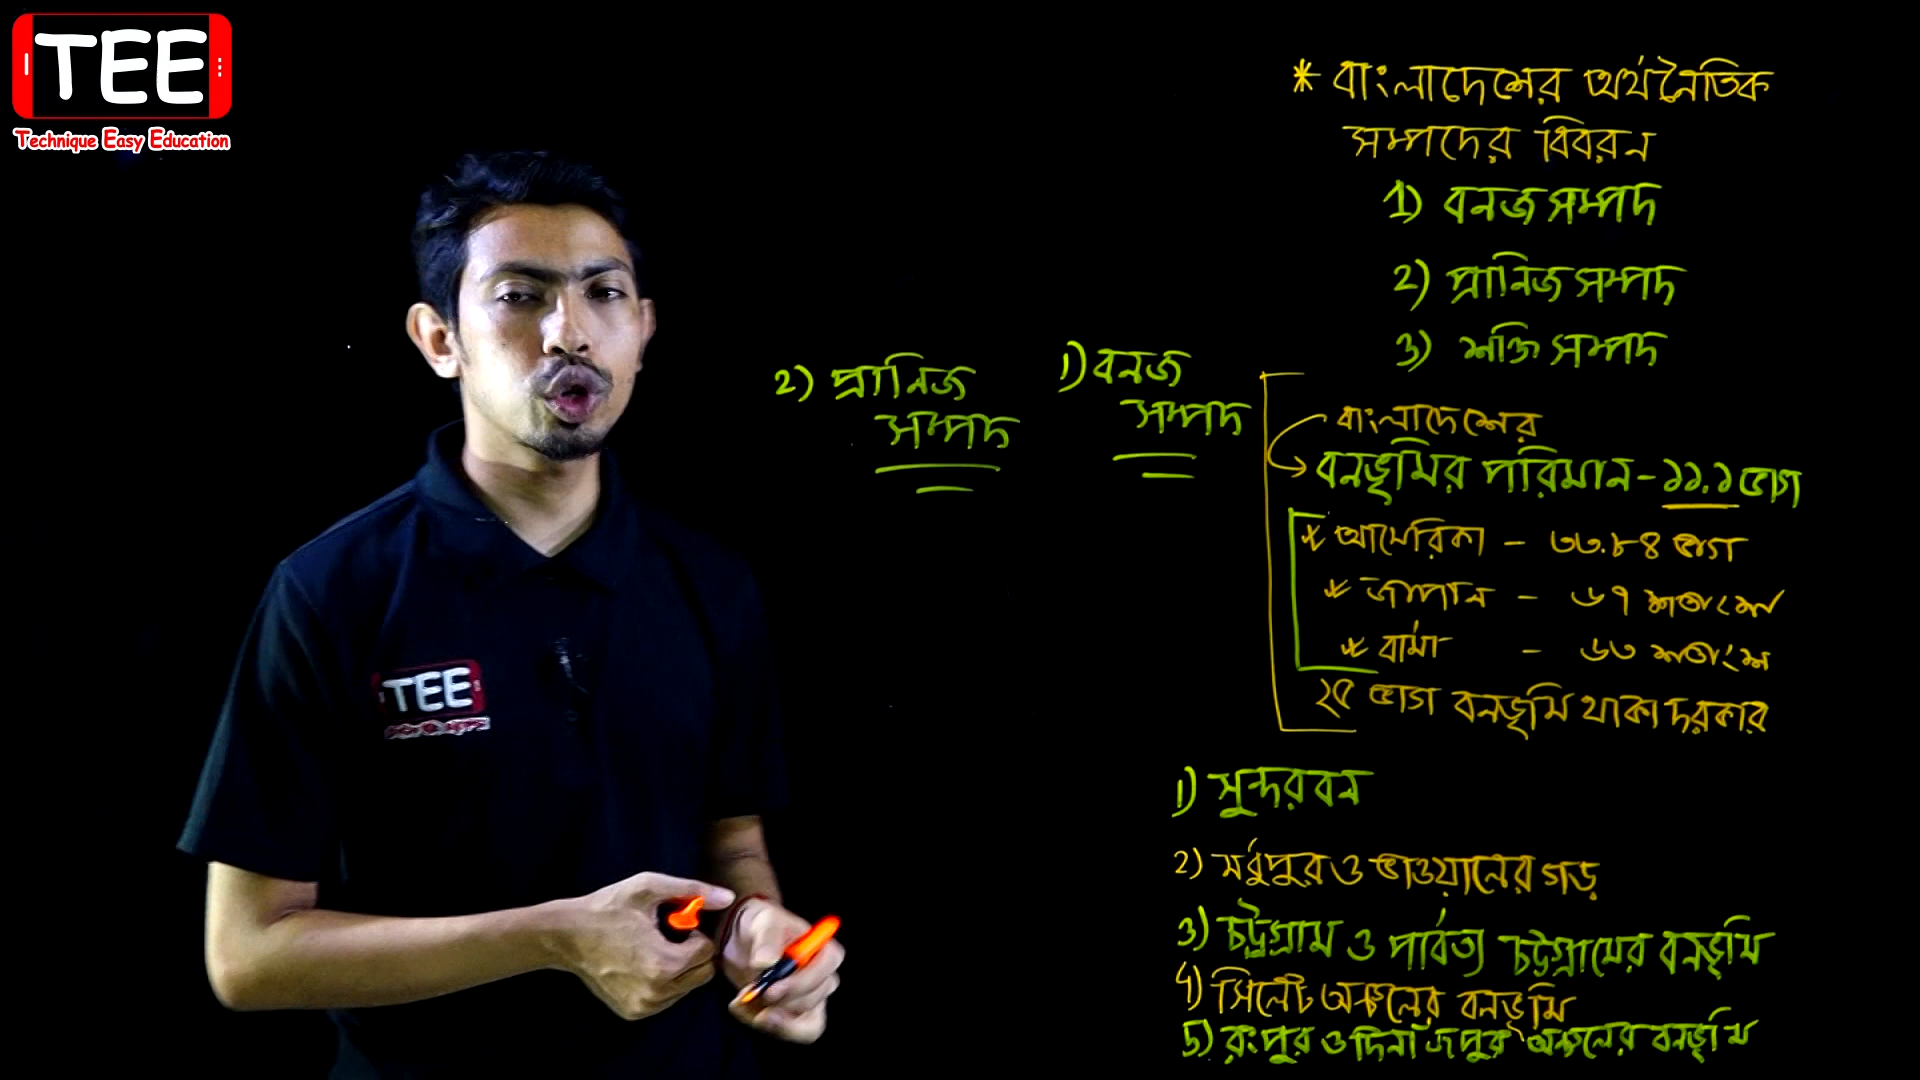 TEE
Technique Easy Education
* বাংলাদেশের অর্থনৈতিক
সম্পদের বিবরন
1) বনজ সম্পদ
2) প্রানিজ সম্পদ
3) শক্তি সম্পদ
2) প্রানিজ
সম্পদ
1) বনজ
সম্পদ
বাংলাদেশের
বনভূমির পরিমান - ১১.১ ভাগ
* আমেরিকা - ৩৩.৮৪ ভাগ
* জাপান - ৬৭ শতাংশ
* বার্মা - ৬৩ শতাংশ
২৫ ভাগ বনভূমি থাকা দরকার
1) সুন্দরবন
2) মধুপুর ও ভাওয়ালের গড়
3) চট্টগ্রাম ও পার্বত্য চট্টগ্রামের বনভূমি
4) সিলেট অঞ্চলের বনভূমি
5) রংপুর ও দিনাজপুর অঞ্চলের বনভূমি
TEE